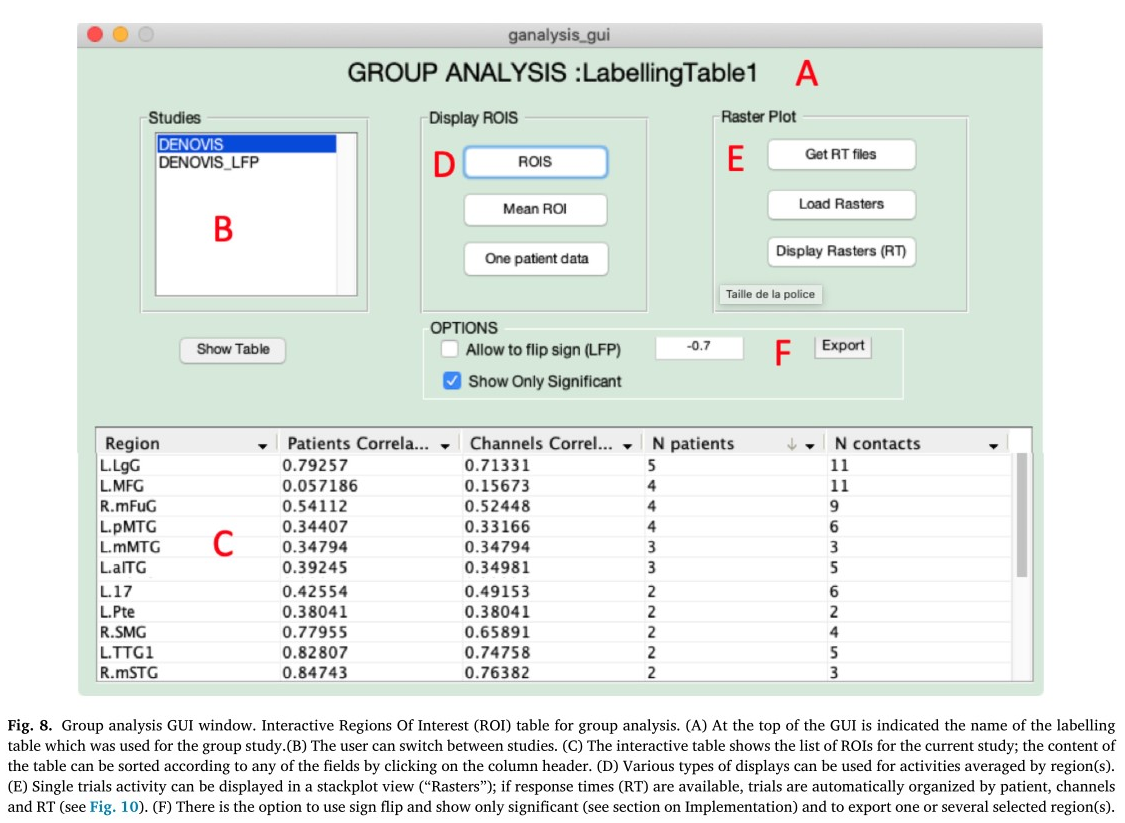 ganalysis_gui
GROUP ANALYSIS :LabellingTable1 A
Studies
DENOVIS
DENOVIS_LFP
B
Show Table
Display ROIS
D ROIS
Mean ROI
One patient data
Raster Plot
E Get RT files
Load Rasters
Display Rasters (RT)
Taille de la police
OPTIONS
Allow to flip sign (LFP) -0.7 F Export
Show Only Significant
Region Patients Correla... Channels Correl... N patients ↓ N contacts
L.LgG 0.79257 0.71331 5 11
L.MFG 0.057186 0.15673 4 11
R.mFuG 0.54112 0.52448 4 9
L.pMTG 0.34407 0.33166 4 6
L.mMTG 0.34794 0.34794 3 3
C
L.aITG 0.39245 0.34981 3 5
L.17 0.42554 0.49153 2 6
L.Pte 0.38041 0.38041 2 2
R.SMG 0.77955 0.65891 2 4
L.TTG1 0.82807 0.74758 2 5
R.mSTG 0.84743 0.76382 2 3
Fig. 8. Group analysis GUI window. Interactive Regions Of Interest (ROI) table for group analysis. (A) At the top of the GUI is indicated the name of the labelling
table which was used for the group study.(B) The user can switch between studies. (C) The interactive table shows the list of ROIs for the current study; the content of
the table can be sorted according to any of the fields by clicking on the column header. (D) Various types of displays can be used for activities averaged by region(s).
(E) Single trials activity can be displayed in a stackplot view (“Rasters”); if response times (RT) are available, trials are automatically organized by patient, channels
and RT (see Fig. 10). (F) There is the option to use sign flip and show only significant (see section on Implementation) and to export one or several selected region(s).